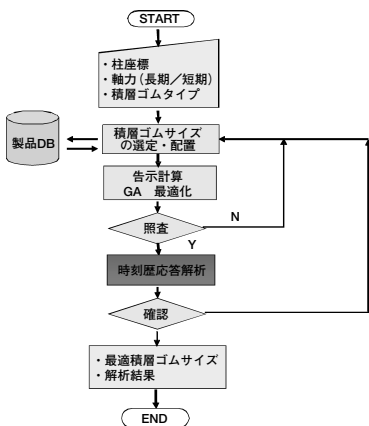 START
・柱座標
・軸力(長期／短期)
・積層ゴムタイプ
製品DB
積層ゴムサイズ
の選定・配置
告示計算
GA 最適化
照査
N
Y
時刻歴応答解析
確認
・最適積層ゴムサイズ
・解析結果
END